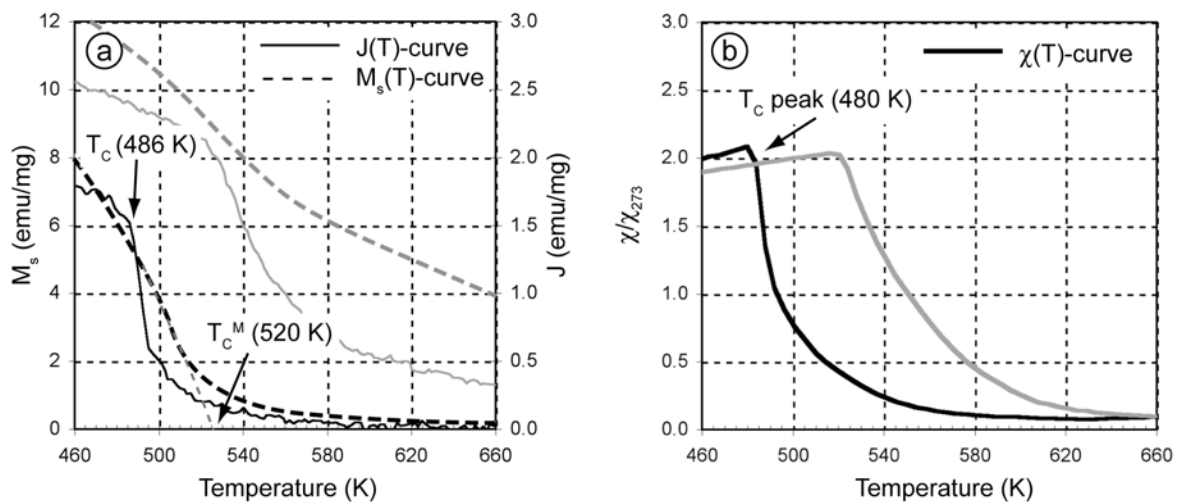 a
J(T)-curve
Ms(T)-curve
TC (486 K)
TC^M (520 K)
12
10
8
6
4
2
0
Ms (emu/mg)
3.0
2.5
2.0
1.5
1.0
0.5
0.0
J (emu/mg)
460 500 540 580 620 660
Temperature (K)
b
χ(T)-curve
TC peak (480 K)
3.0
2.5
2.0
1.5
1.0
0.5
0.0
χ/χ273
460 500 540 580 620 660
Temperature (K)